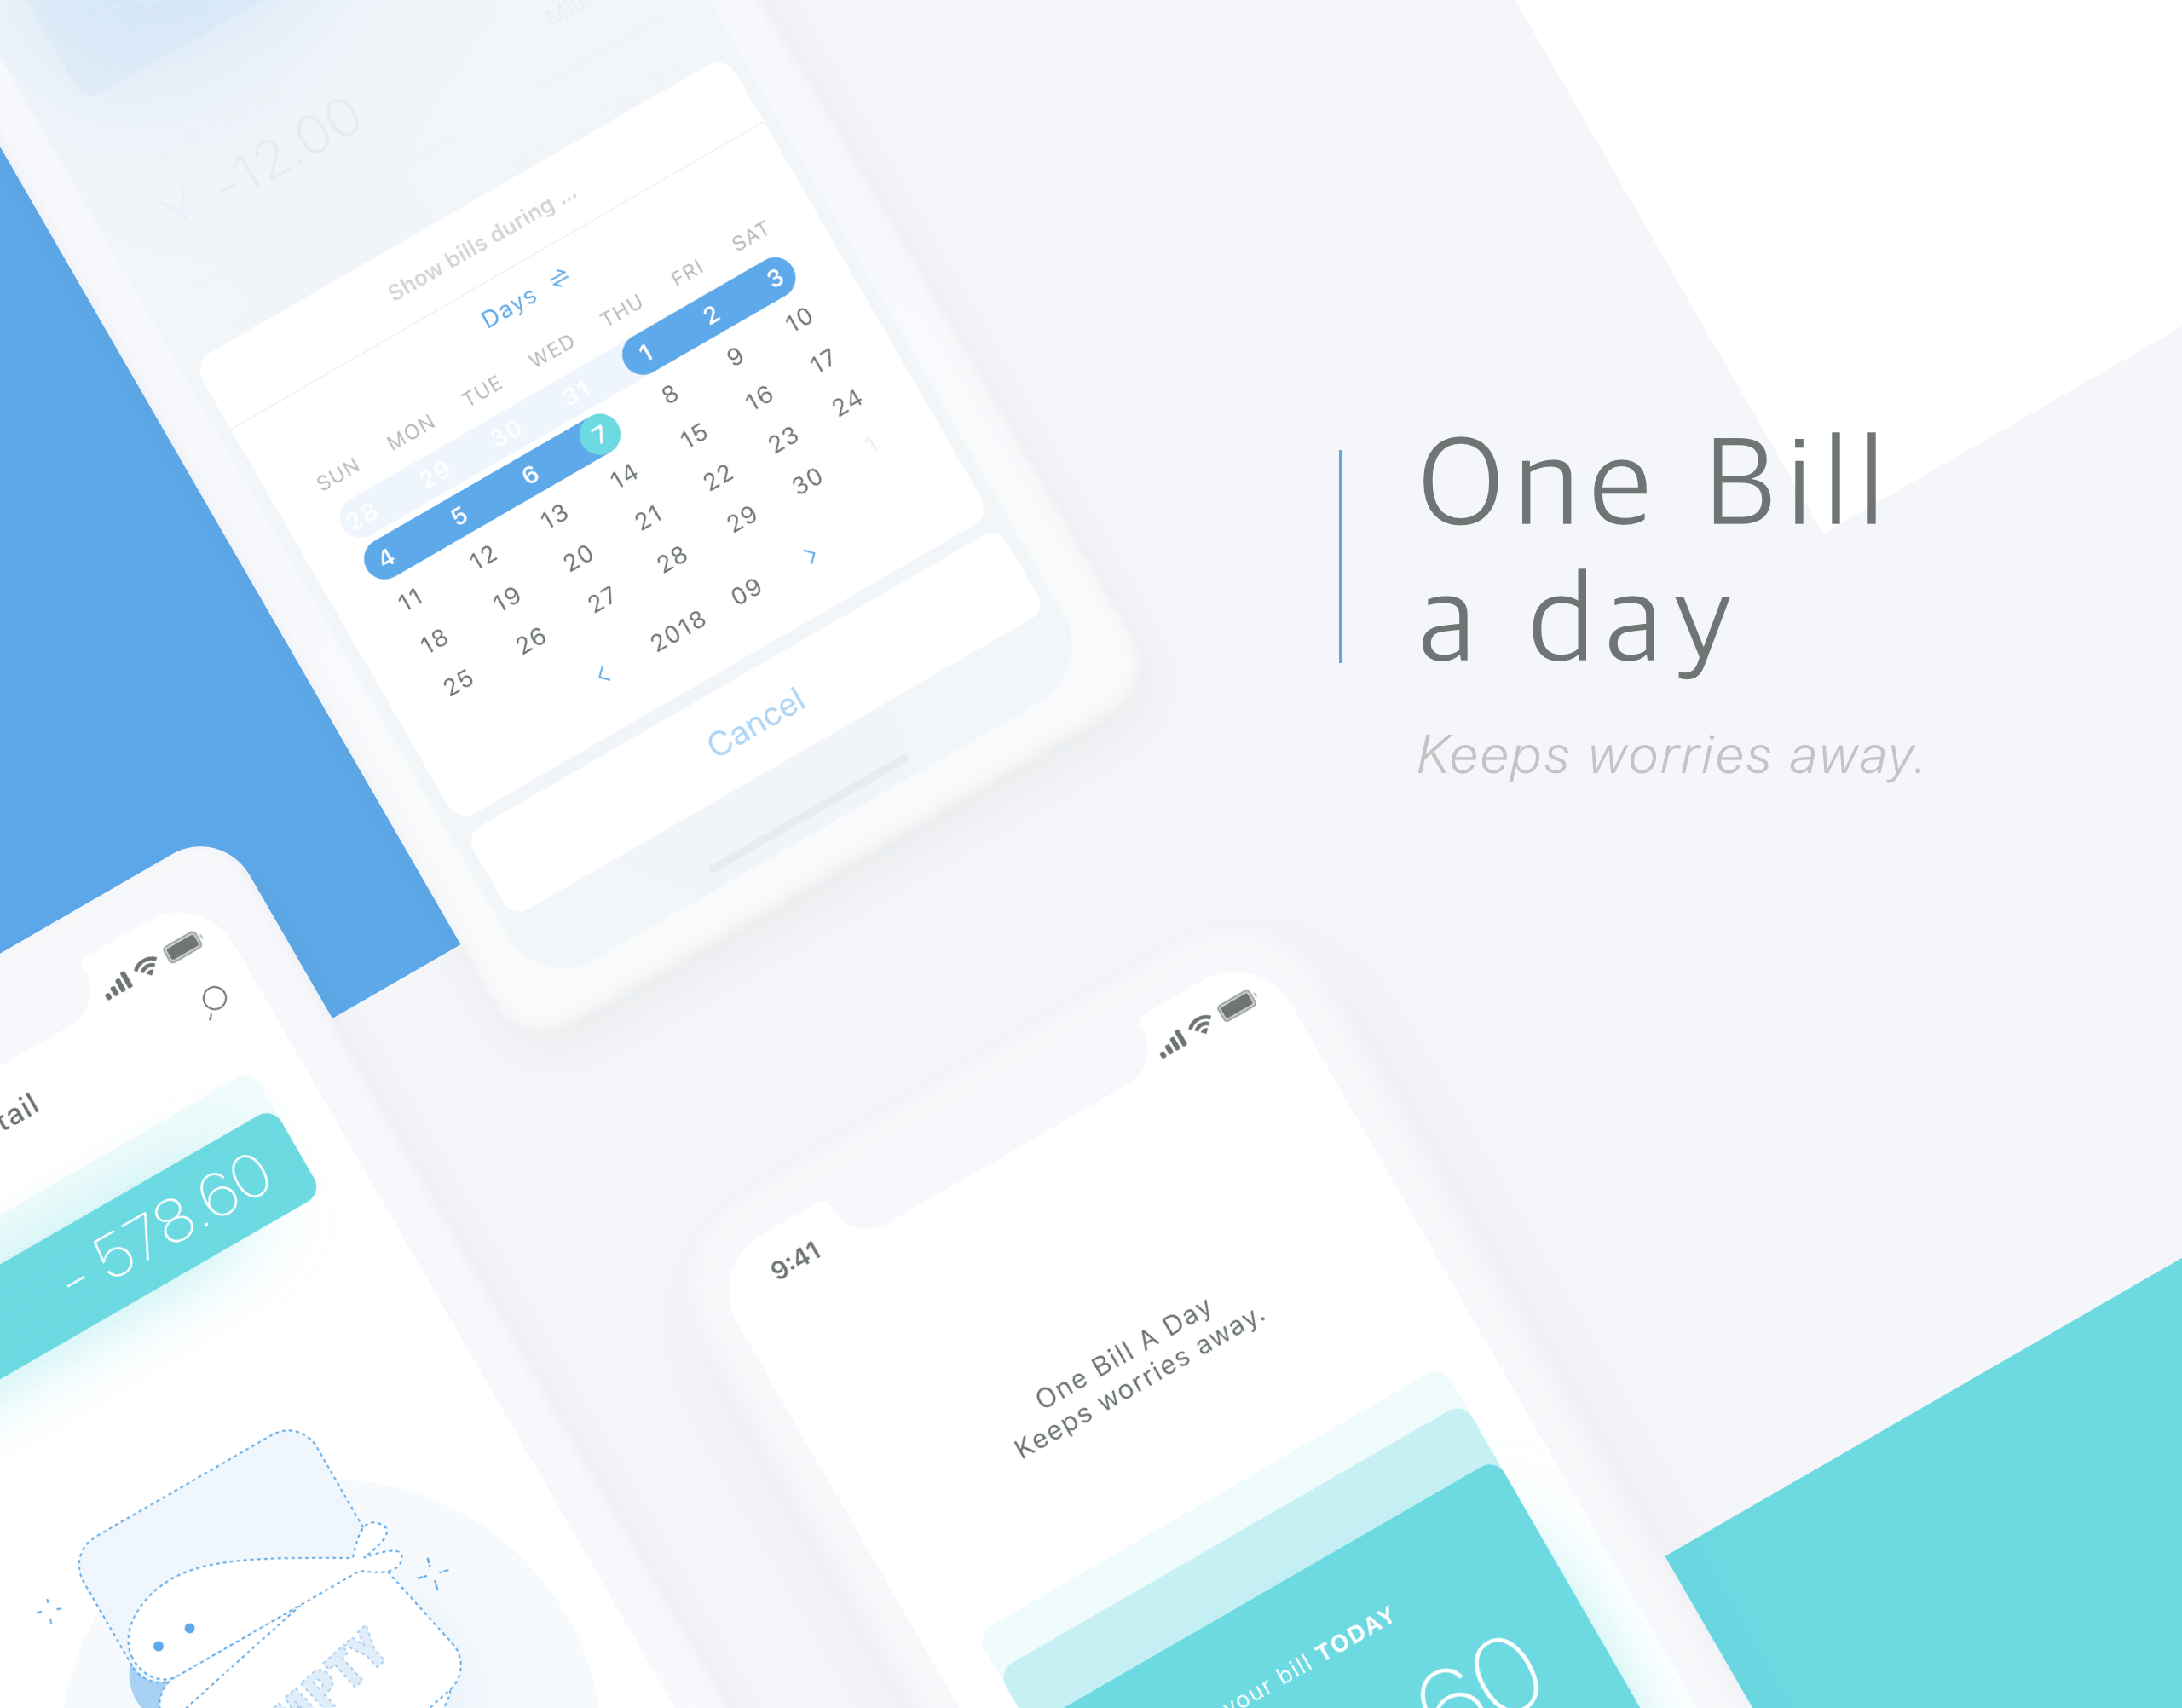 One Bill
a day
Keeps worries away.
¥ -12.00
Show bills during ...
Days
SUN MON TUE WED THU FRI SAT
28 29 30 31 1 2 3
4 5 6 7 8 9 10
11 12 13 14 15 16 17
18 19 20 21 22 23 24
25 26 27 28 29 30 1
2018 09
Cancel
tail
- 578.60
MPTY
9:41
One Bill A Day
Keeps worries away.
your bill TODAY
60